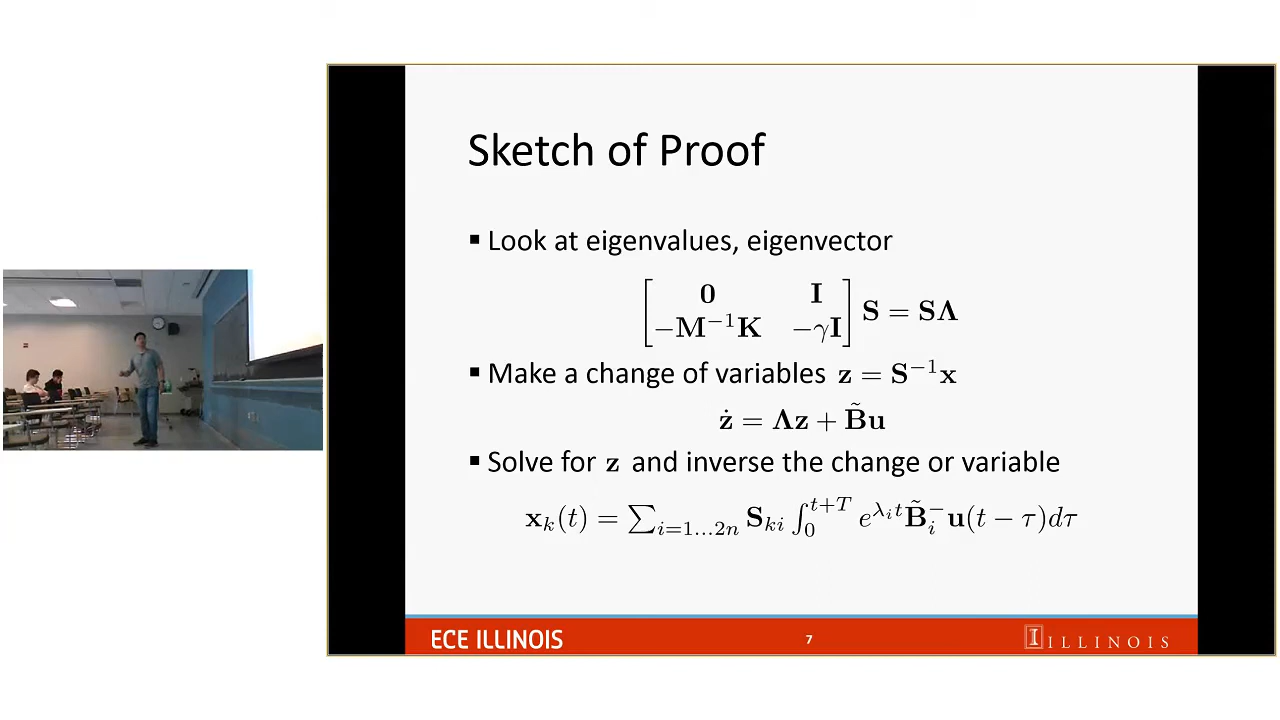 Sketch of Proof
▪ Look at eigenvalues, eigenvector
[ 0 I
−M⁻¹K −γI ] S = SΛ
▪ Make a change of variables z = S⁻¹x
ż = Λz + B̃u
▪ Solve for z and inverse the change or variable
x_k(t) = ∑_{i=1...2n} S_{ki} ∫_0^{t+T} e^{λ_i t} B̃_i^− u(t − τ)dτ
ECE ILLINOIS
7
I ILLINOIS